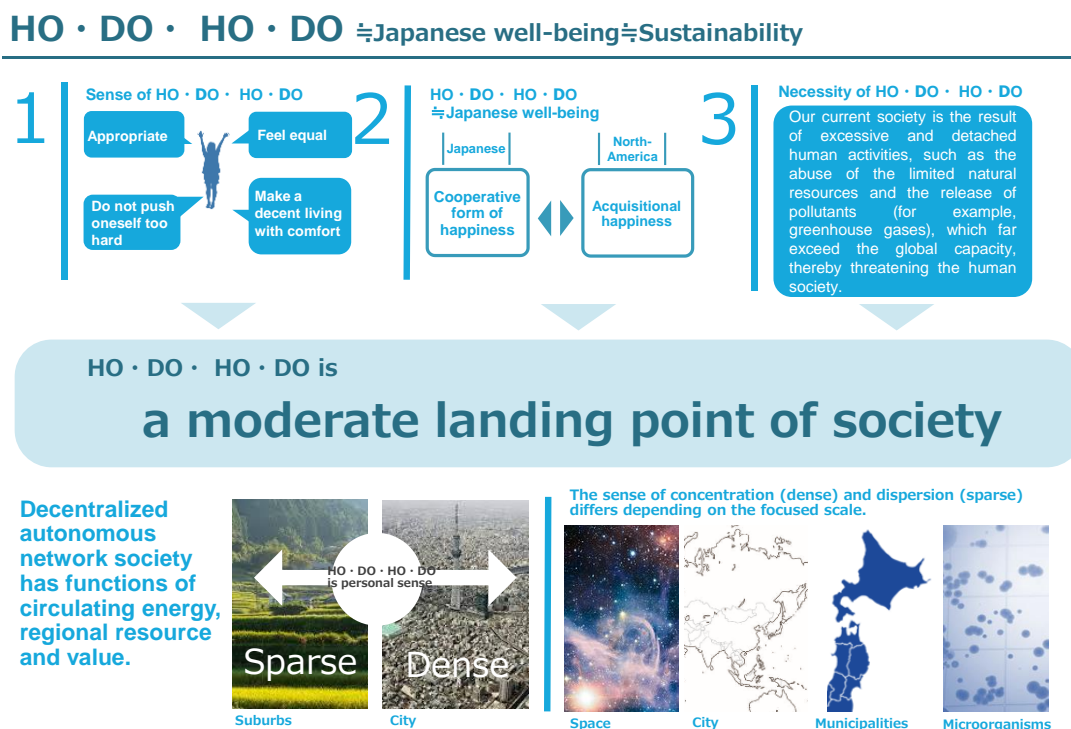 HO・DO・ HO・DO ≒Japanese well-being≒Sustainability
1
Sense of HO・DO・ HO・DO
Appropriate
Feel equal
Do not push
oneself too
hard
Make a
decent living
with comfort
2
HO・DO・ HO・DO
≒Japanese well-being
Japanese
North-
America
Cooperative
form of
happiness
Acquisitional
happiness
3
Necessity of HO・DO・ HO・DO
Our current society is the result
of excessive and detached
human activities, such as the
abuse of the limited natural
resources and the release of
pollutants (for example,
greenhouse gases), which far
exceed the global capacity,
thereby threatening the human
society.
HO・DO・ HO・DO is
a moderate landing point of society
Decentralized
autonomous
network society
has functions of
circulating energy,
regional resource
and value.
HO・DO・HO・DO
is personal sense
Sparse
Dense
Suburbs
City
The sense of concentration (dense) and dispersion (sparse)
differs depending on the focused scale.
Space
City
Municipalities
Microorganisms